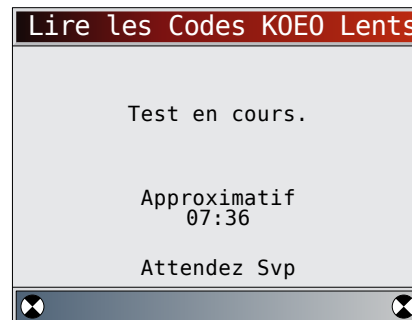 Lire les Codes KOEO Lents
Test en cours.
Approximatif
07:36
Attendez Svp